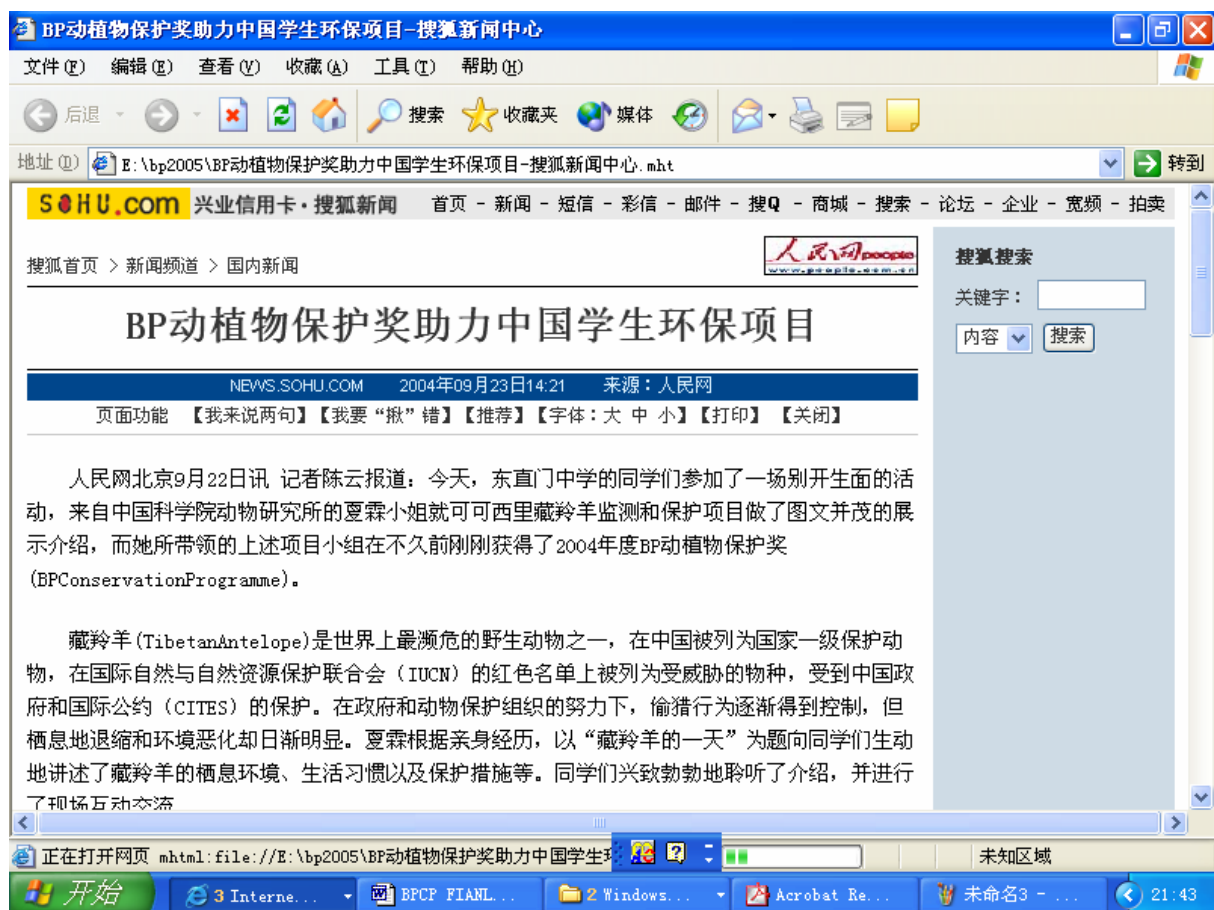 BP动植物保护奖助力中国学生环保项目-搜狐新闻中心
文件(F) 编辑(E) 查看(V) 收藏(A) 工具(T) 帮助(H)
后退 搜索 收藏夹 媒体
地址(D) E:\bp2005\BP动植物保护奖助力中国学生环保项目-搜狐新闻中心.mht 转到
SOHU.com 兴业信用卡·搜狐新闻 首页 - 新闻 - 短信 - 彩信 - 邮件 - 搜Q - 商城 - 搜索 - 论坛 - 企业 - 宽频 - 拍卖
搜狐首页 > 新闻频道 > 国内新闻
人民网people
www.people.com.cn
搜狐搜索
关键字：
内容 搜索
BP动植物保护奖助力中国学生环保项目
NEWS.SOHU.COM 2004年09月23日14:21 来源：人民网
页面功能 【我来说两句】【我要“揪”错】【推荐】【字体：大 中 小】【打印】 【关闭】
人民网北京9月22日讯 记者陈云报道：今天，东直门中学的同学们参加了一场别开生面的活
动，来自中国科学院动物研究所的夏霖小姐就可可西里藏羚羊监测和保护项目做了图文并茂的展
示介绍，而她所带领的上述项目小组在不久前刚刚获得了2004年度BP动植物保护奖
(BPConservationProgramme)。
藏羚羊(TibetanAntelope)是世界上最濒危的野生动物之一，在中国被列为国家一级保护动
物，在国际自然与自然资源保护联合会（IUCN）的红色名单上被列为受威胁的物种，受到中国政
府和国际公约（CITES）的保护。在政府和动物保护组织的努力下，偷猎行为逐渐得到控制，但
栖息地退缩和环境恶化却日渐明显。夏霖根据亲身经历，以“藏羚羊的一天”为题向同学们生动
地讲述了藏羚羊的栖息环境、生活习惯以及保护措施等。同学们兴致勃勃地聆听了介绍，并进行
了现场互动交流
正在打开网页 mhtml:file://E:\bp2005\BP动植物保护奖助力中国学生环 未知区域
开始 3 Interne... BPCP FIANL... 2 Windows... Acrobat Re... 未命名3 - ... 21:43